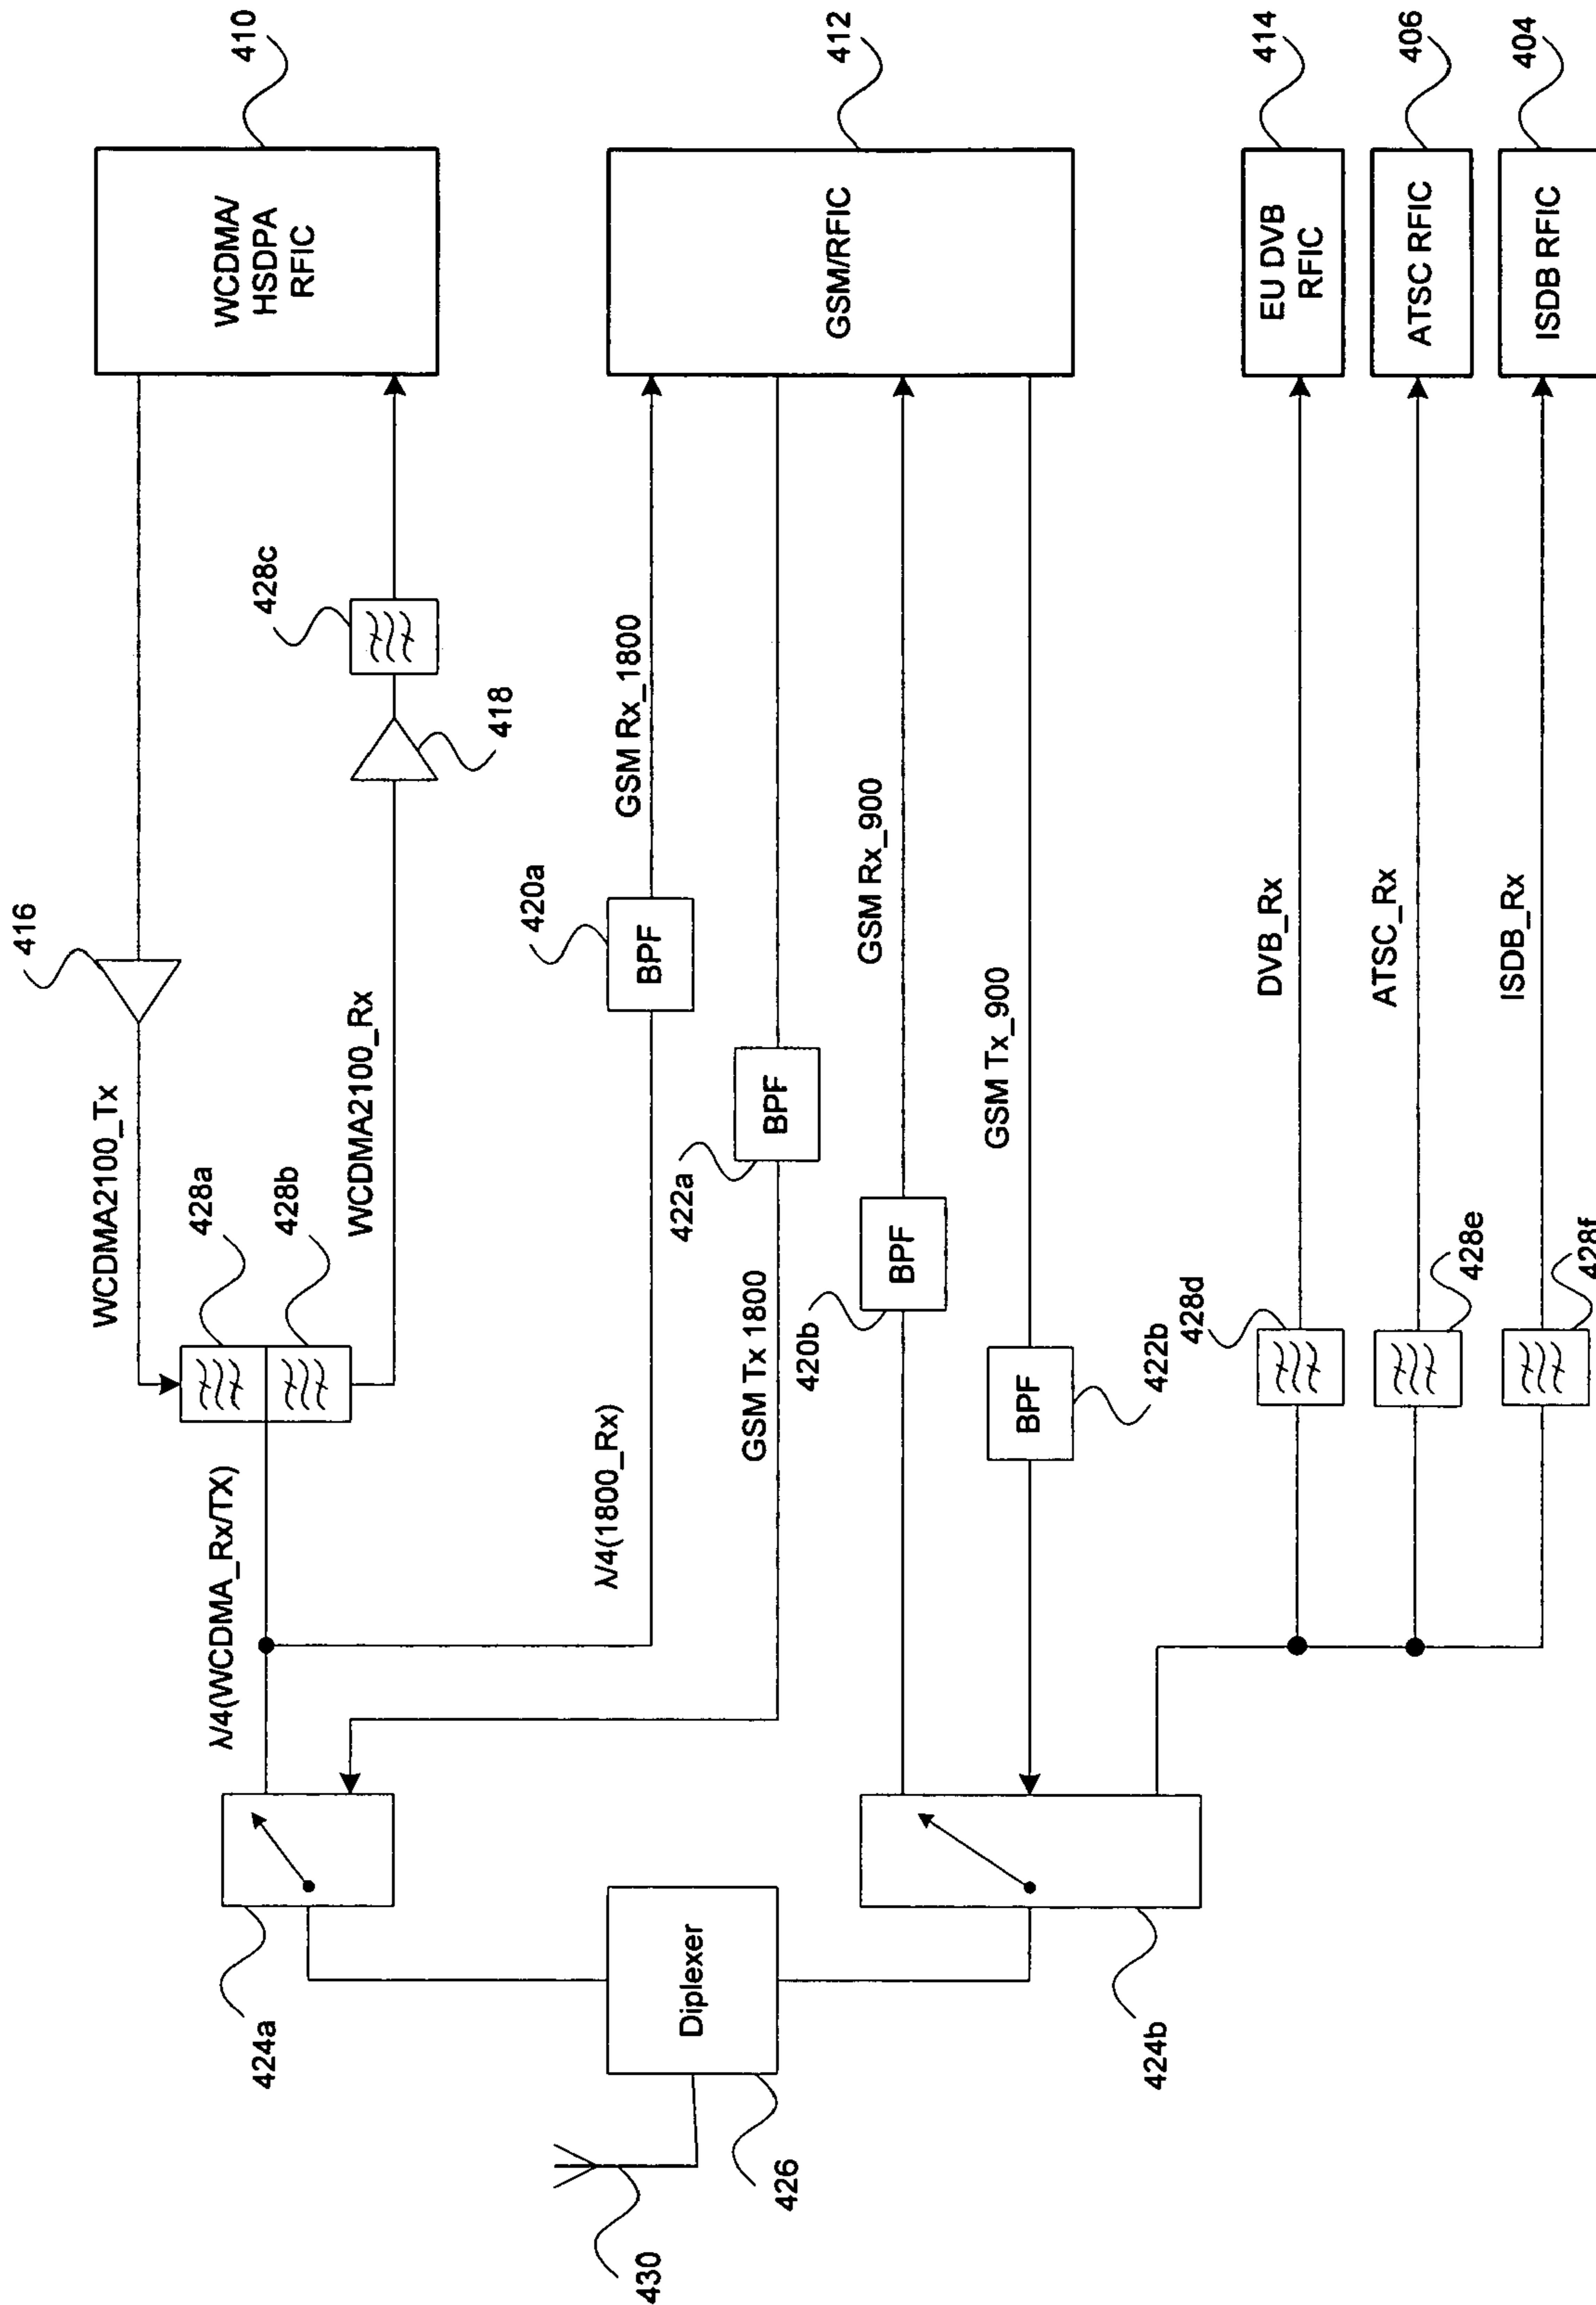 410
WCDMA/
HSDPA
RFIC
416
WCDMA2100_Tx
428a
428b
428c
418
WCDMA2100_Rx
λ/4(WCDMA_Rx/TX)
424a
412
GSM/RFIC
GSM Rx_1800
420a
BPF
λ/4(1800_Rx)
422a
BPF
GSM Tx 1800
GSM Rx_900
BPF
420b
GSM Tx_900
BPF
422b
Diplexer
426
430
424b
414
EU DVB
RFIC
DVB_Rx
428d
406
ATSC RFIC
ATSC_Rx
428e
404
ISDB RFIC
ISDB_Rx
428f